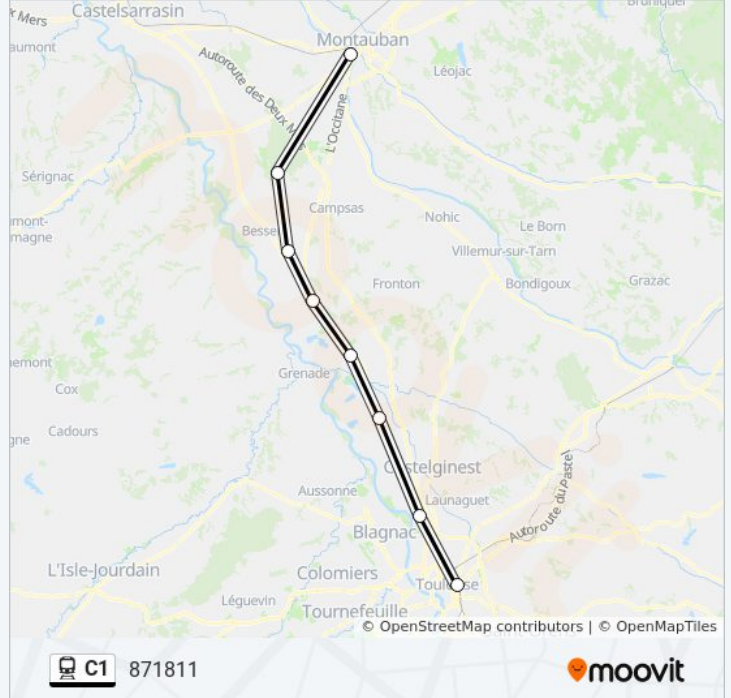 Castelsarrasin
x Mers
Bruniquel
aumont
Montauban
Léojac
Autoroute des Deux M
L'Occitane
Sérignac
Campsas
Nohic
mont-
magne
Besse
Le Born
Villemur-sur-Tarn
Fronton
Bondigoux
Grazac
emont
Grenade
Cox
Cadours
gne
Castelginest
Aussonne
Launaguet
Autoroute du Pastel
Blagnac
L'Isle-Jourdain
Colomiers
Toulouse
Léguevin
Tournefeuille
© OpenStreetMap contributors | © OpenMapTiles
C1 871811
moovit